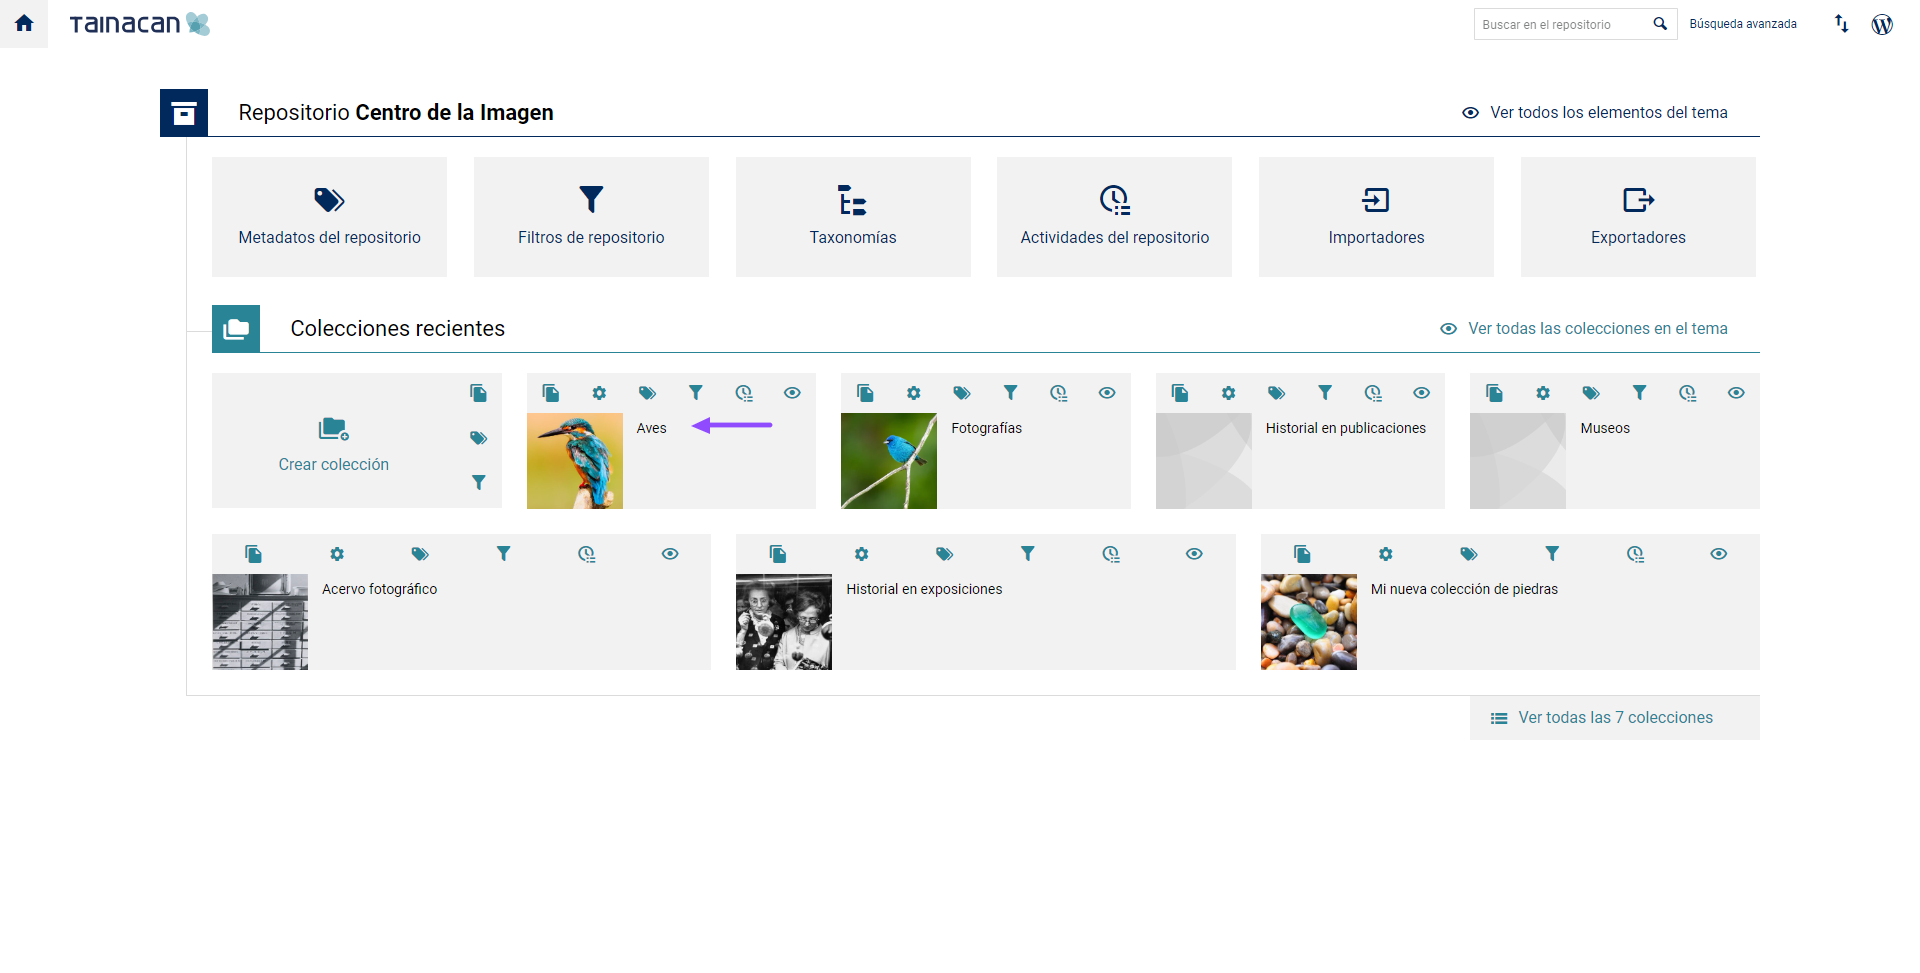 Tainacan
Buscar en el repositorio
Búsqueda avanzada
Repositorio Centro de la Imagen
Ver todos los elementos del tema
Metadatos del repositorio
Filtros de repositorio
Taxonomías
Actividades del repositorio
Importadores
Exportadores
Colecciones recientes
Ver todas las colecciones en el tema
Crear colección
Aves
Fotografías
Historial en publicaciones
Museos
Acervo fotográfico
Historial en exposiciones
Mi nueva colección de piedras
Ver todas las 7 colecciones